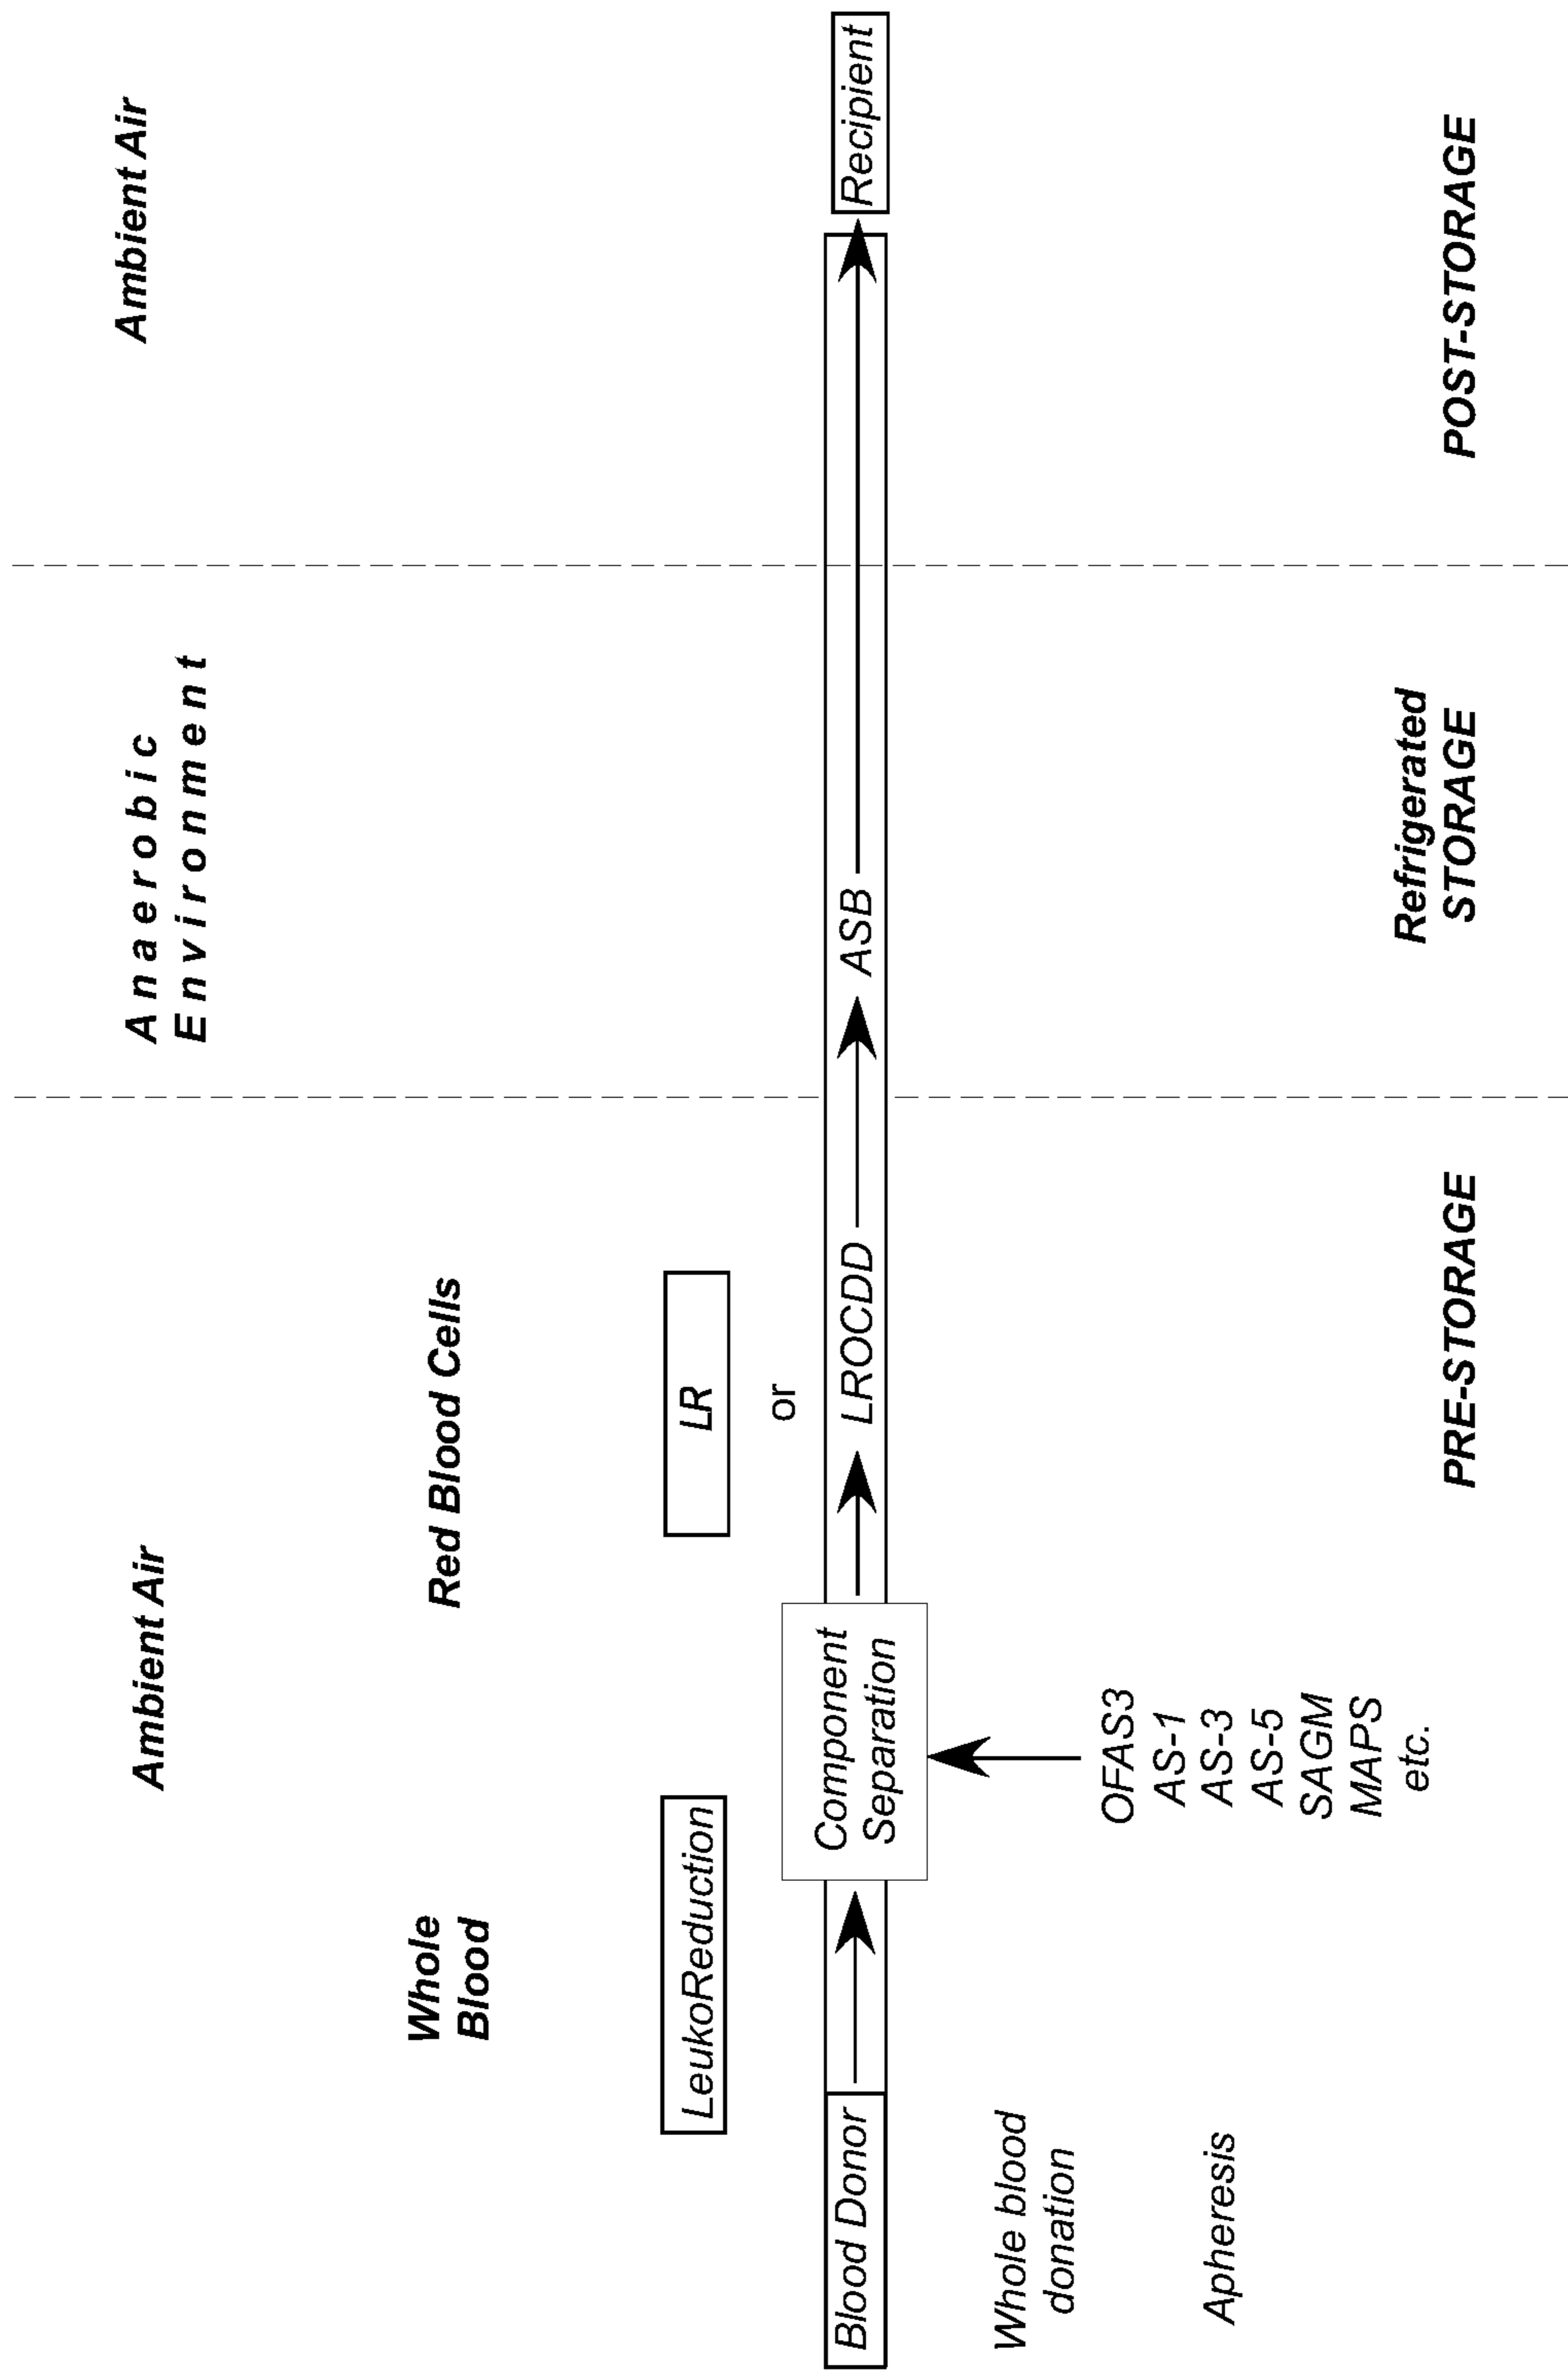 Ambient Air
Anaerobic
Environment
Ambient Air
Whole
Blood
Red Blood Cells
LeukoReduction
LR
or
Blood Donor
Component
Separation
LROCDD
ASB
Recipient
Whole blood
donation
Apheresis
OFAS3
AS-1
AS-3
AS-5
SAGM
MAPS
etc.
PRE-STORAGE
Refrigerated
STORAGE
POST-STORAGE